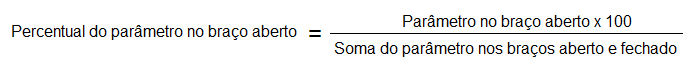 Parâmetro no braço aberto x 100
Percentual do parâmetro no braço aberto =
Soma do parâmetro nos braços aberto e fechado